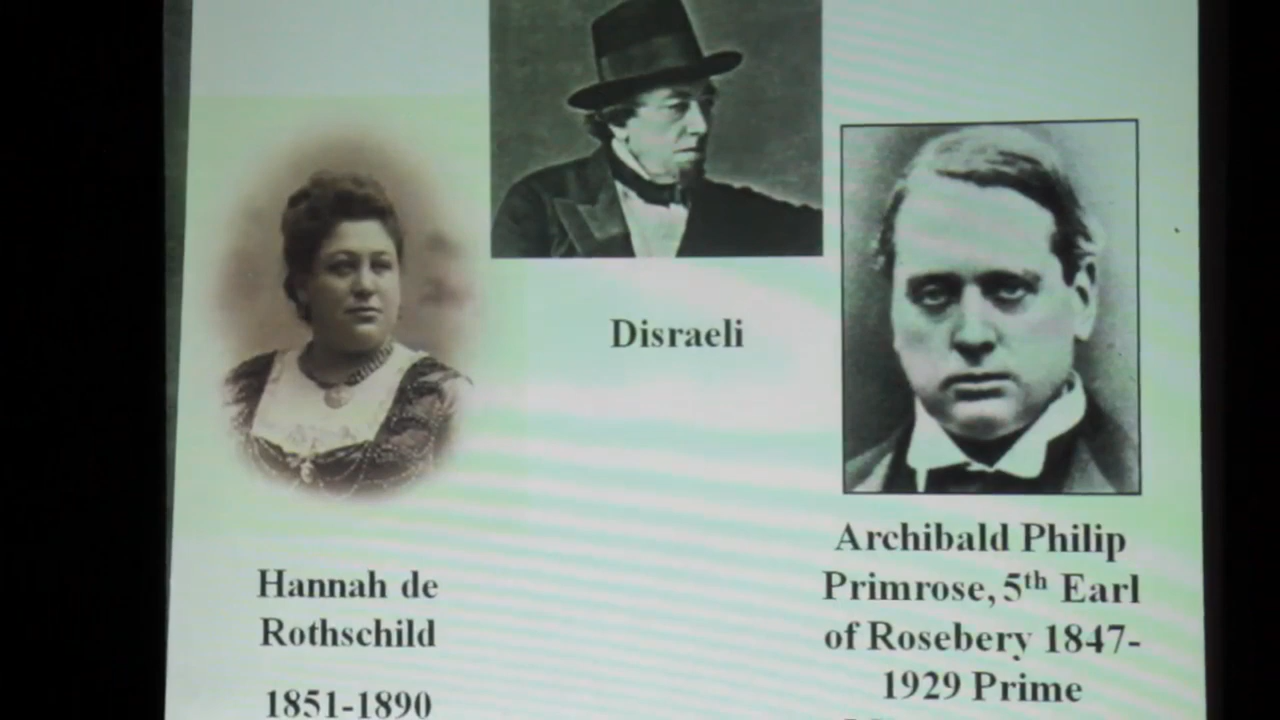 Disraeli
Hannah de
Rothschild
1851-1890
Archibald Philip
Primrose, 5th Earl
of Rosebery 1847-
1929 Prime